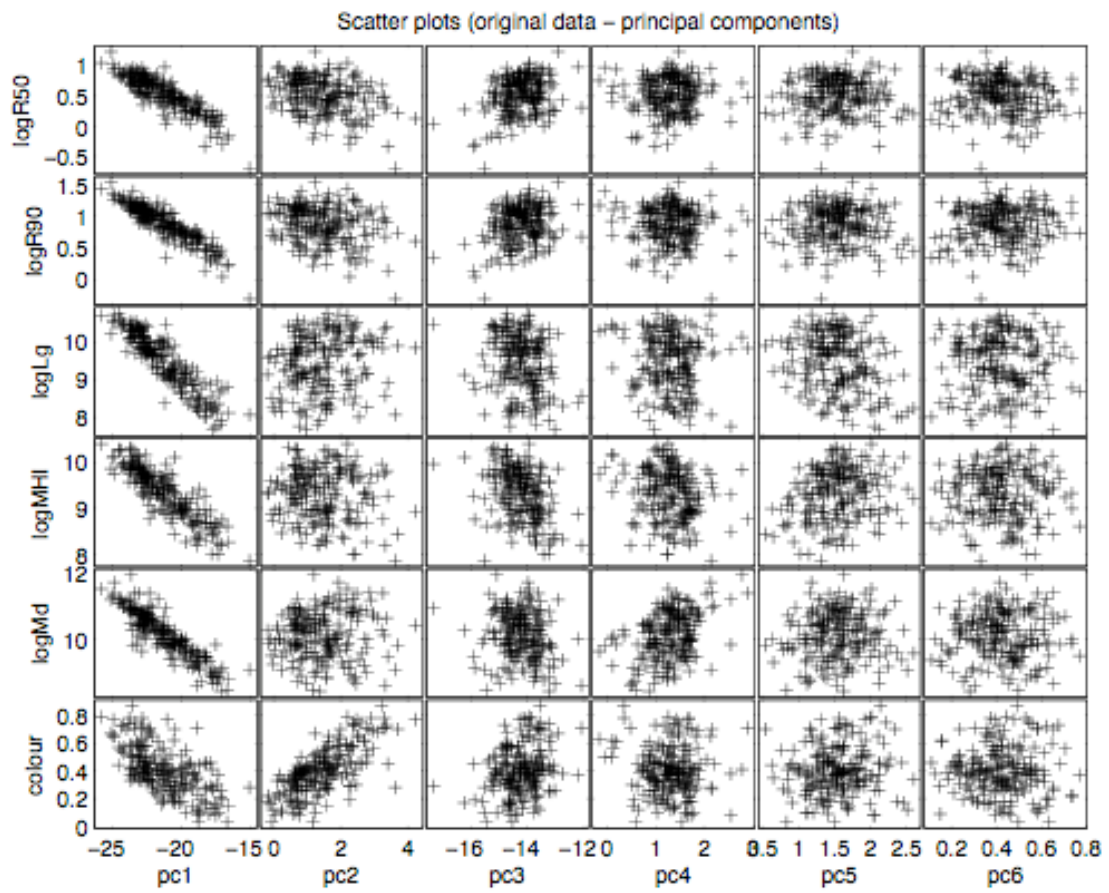 Scatter plots (original data – principal components)
logR50
1
0.5
0
−0.5
logR90
1.5
1
0.5
0
logLg
10
9
8
logMHI
10
9
8
logMd
12
10
colour
0.8
0.6
0.4
0.2
0
−25 −20 −15 0 2 4 −16 −14 −12 0 1 2 3 0.5 1 1.5 2 2.5 0.2 0.4 0.6 0.8
pc1 pc2 pc3 pc4 pc5 pc6